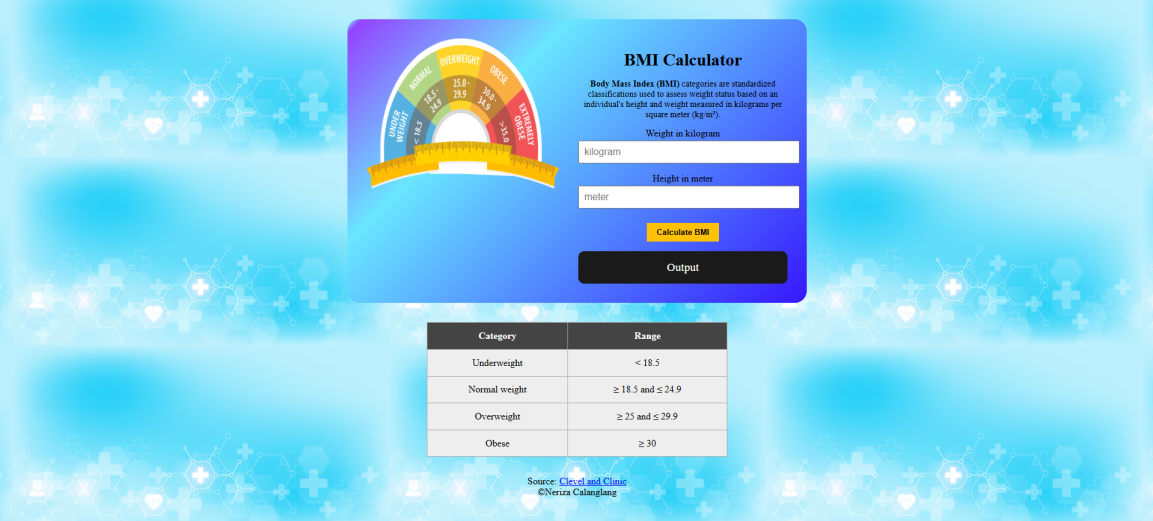 UNDER
WEIGHT
< 18.5
NORMAL
18.5 -
24.9
OVERWEIGHT
25.0 -
29.9
OBESE
30.0-
34.9
EXTREMELY
OBESE
>35.0
BMI Calculator
Body Mass Index (BMI) categories are standardized
classifications used to assess weight status based on an
individual's height and weight measured in kilograms per
square meter (kg/m²).
Weight in kilogram
kilogram
Height in meter
meter
Calculate BMI
Output
Category Range
Underweight < 18.5
Normal weight ≥ 18.5 and ≤ 24.9
Overweight ≥ 25 and ≤ 29.9
Obese ≥ 30
Source: Clevel and Clinic
©Neriza Calanglang